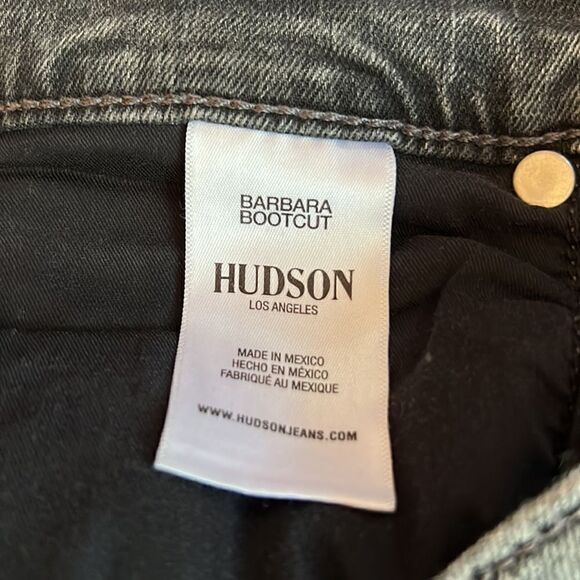 BARBARA
BOOTCUT
HUDSON
LOS ANGELES
MADE IN MEXICO
HECHO EN MÉXICO
FABRIQUÉ AU MEXIQUE
WWW.HUDSONJEANS.COM